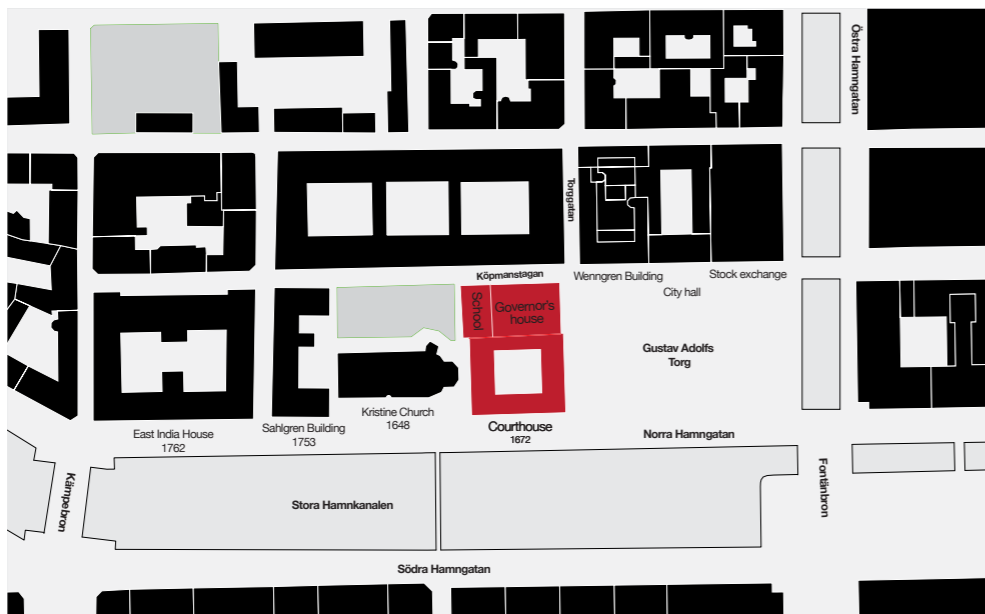 Östra Hamngatan
Torggatan
Köpmanstagan
Wenngren Building
Stock exchange
City hall
School
Governor's
house
Gustav Adolfs
Torg
Kristine Church
1648
Sahlgren Building
1753
East India House
1762
Courthouse
1672
Norra Hamngatan
Kämpebron
Stora Hamnkanalen
Fontänbron
Södra Hamngatan